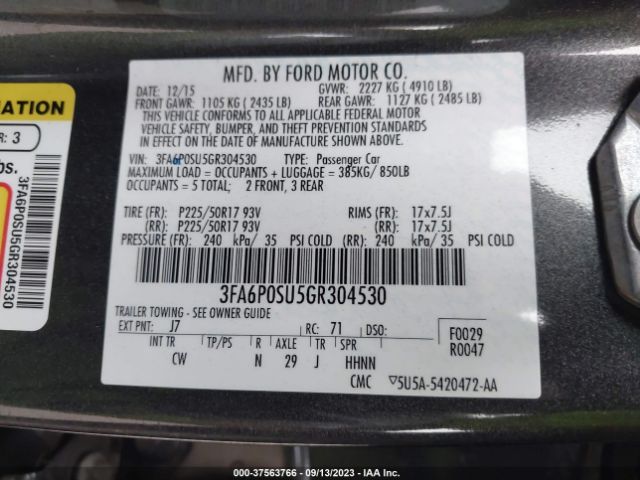 NATION
R: 3
bs.
3FA6P0SU5GR304530
MFD. BY FORD MOTOR CO.
DATE: 12/15 GVWR: 2227 KG ( 4910 LB)
FRONT GAWR: 1105 KG ( 2435 LB) REAR GAWR: 1127 KG ( 2485 LB)
THIS VEHICLE CONFORMS TO ALL APPLICABLE FEDERAL MOTOR
VEHICLE SAFETY, BUMPER, AND THEFT PREVENTION STANDARDS
IN EFFECT ON THE DATE OF MANUFACTURE SHOWN ABOVE.
VIN: 3FA6P0SU5GR304530 TYPE: Passenger Car
MAXIMUM LOAD = OCCUPANTS + LUGGAGE = 385KG/ 850LB
OCCUPANTS = 5 TOTAL; 2 FRONT, 3 REAR
TIRE (FR): P225/50R17 93V RIMS (FR): 17x7.5J
(RR): P225/50R17 93V (RR): 17x7.5J
PRESSURE (FR): 240 kPa/ 35 PSI COLD (RR): 240 kPa/ 35 PSI COLD
3FA6P0SU5GR304530
TRAILER TOWING - SEE OWNER GUIDE
EXT PNT: J7 RC: 71 DSO: F0029
INT TR TP/PS R AXLE TR SPR R0047
CW N 29 J HHNN
CMC ▽5U5A-5420472-AA
000-37563766 - 09/13/2023 - IAA Inc.